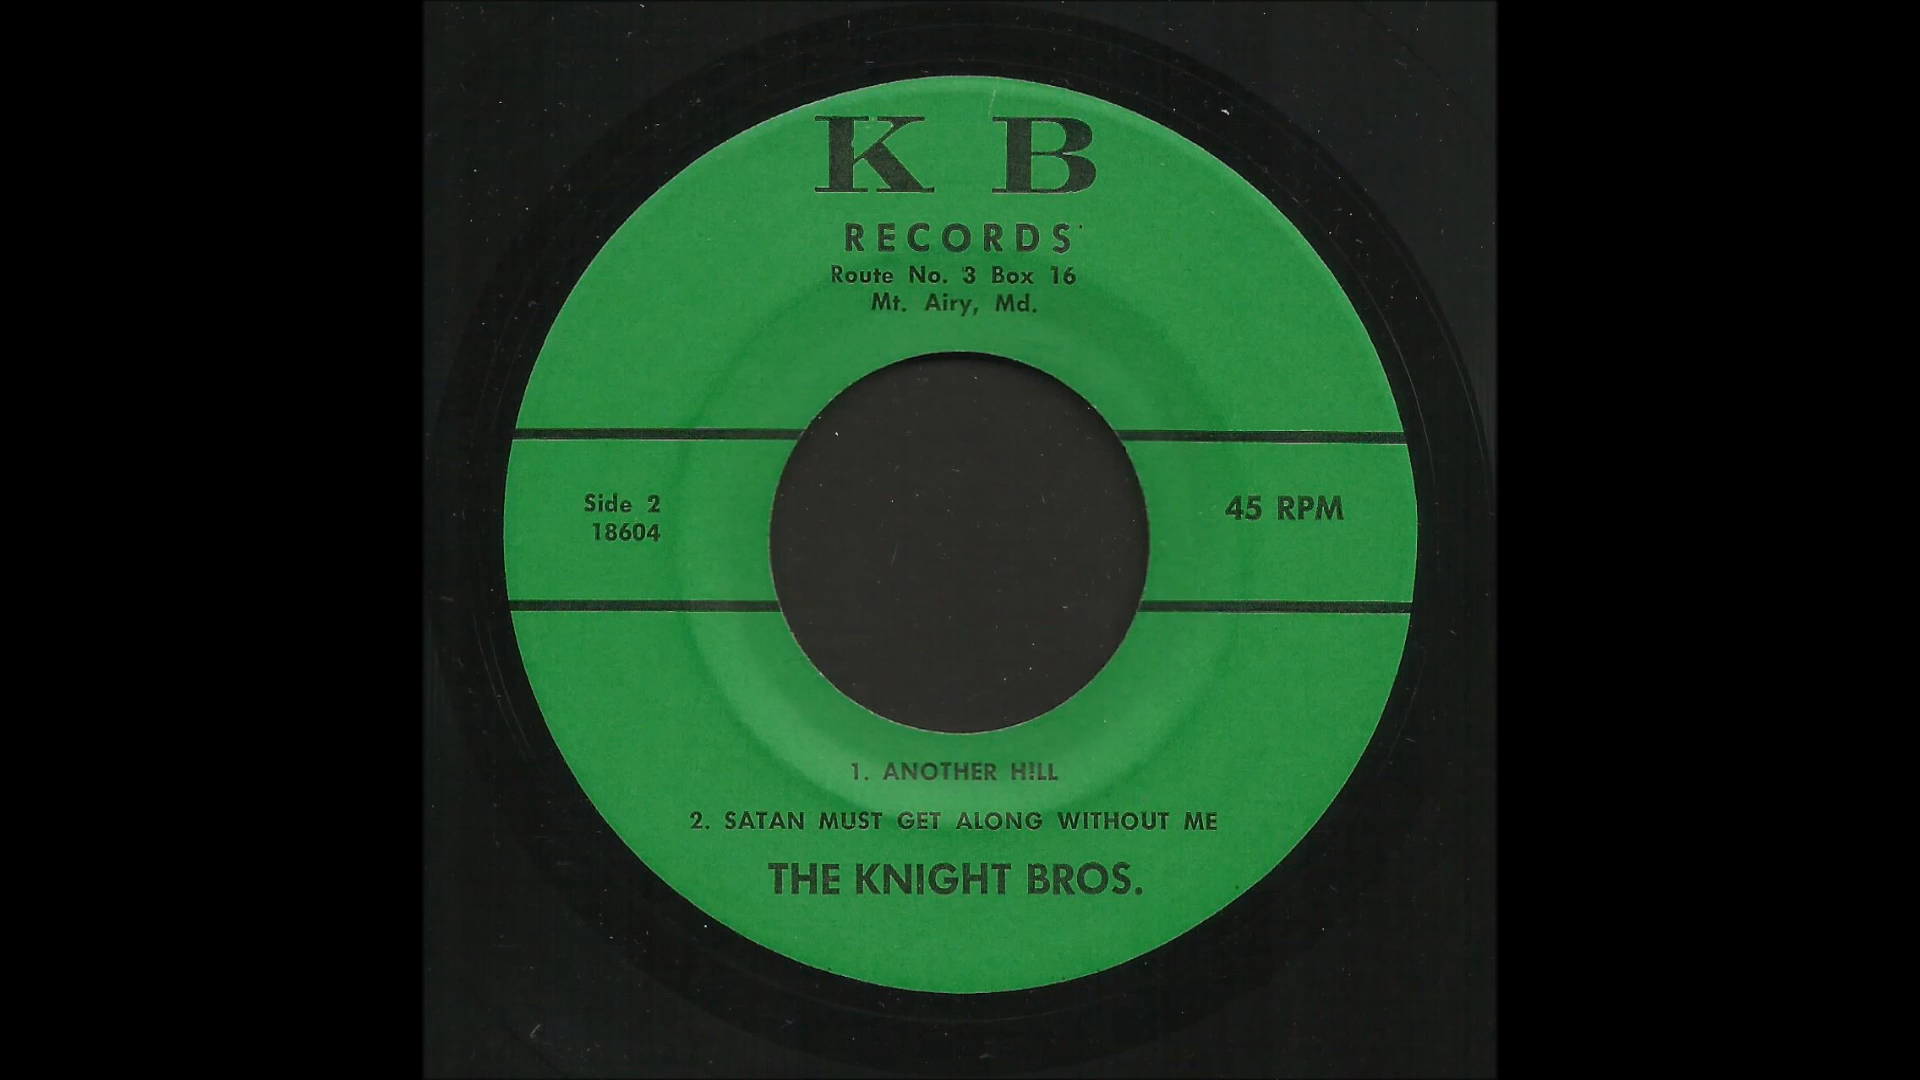 K B
RECORDS
Route No. 3 Box 16
Mt. Airy, Md.
Side 2
18604
45 RPM
1. ANOTHER HILL
2. SATAN MUST GET ALONG WITHOUT ME
THE KNIGHT BROS.